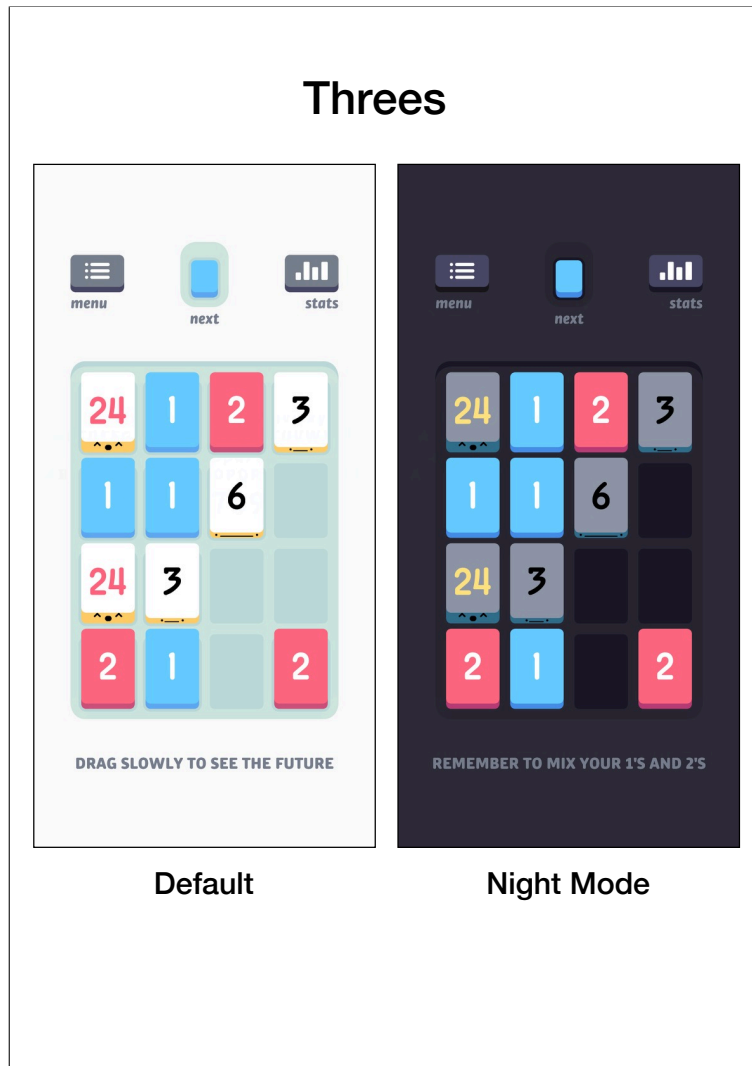 Threes
menu
next
stats
24 1 2 3
1 1 6
24 3
2 1 2
DRAG SLOWLY TO SEE THE FUTURE
Default
menu
next
stats
24 1 2 3
1 1 6
24 3
2 1 2
REMEMBER TO MIX YOUR 1'S AND 2'S
Night Mode